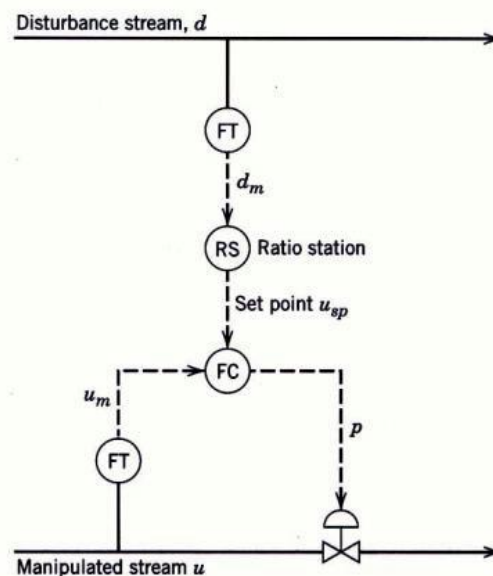 Disturbance stream, d
FT
d_m
RS Ratio station
Set point u_sp
u_m
FC
p
FT
Manipulated stream u